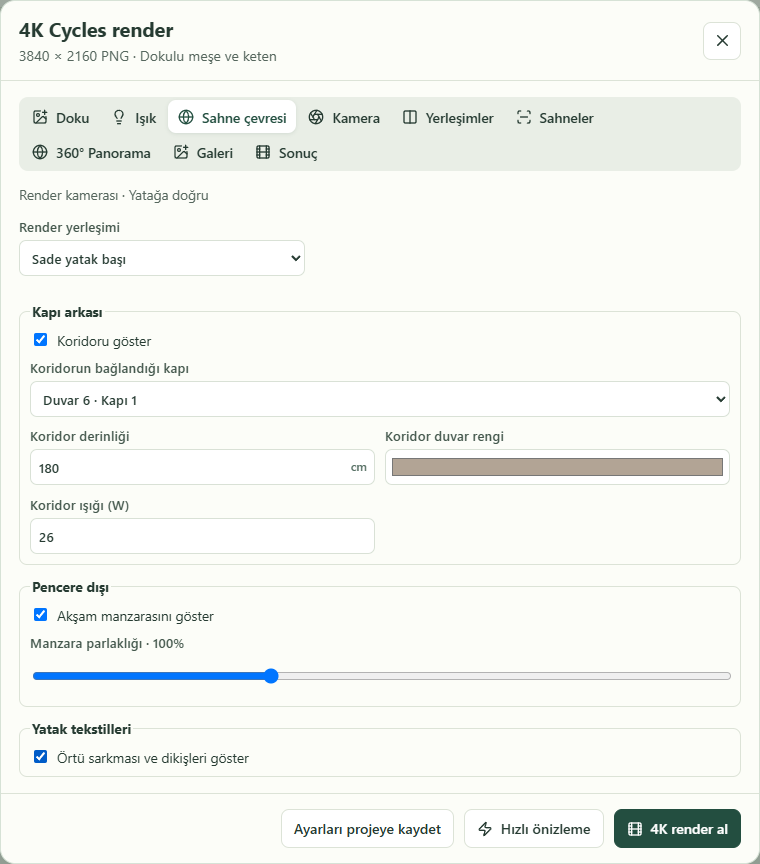 4K Cycles render
3840 × 2160 PNG · Dokulu meşe ve keten
Doku Işık Sahne çevresi Kamera Yerleşimler Sahneler
360° Panorama Galeri Sonuç
Render kamerası · Yatağa doğru
Render yerleşimi
Sade yatak başı
Kapı arkası
Koridoru göster
Koridorun bağlandığı kapı
Duvar 6 · Kapı 1
Koridor derinliği Koridor duvar rengi
180 cm
Koridor ışığı (W)
26
Pencere dışı
Akşam manzarasını göster
Manzara parlaklığı · 100%
Yatak tekstilleri
Örtü sarkması ve dikişleri göster
Ayarları projeye kaydet Hızlı önizleme 4K render al